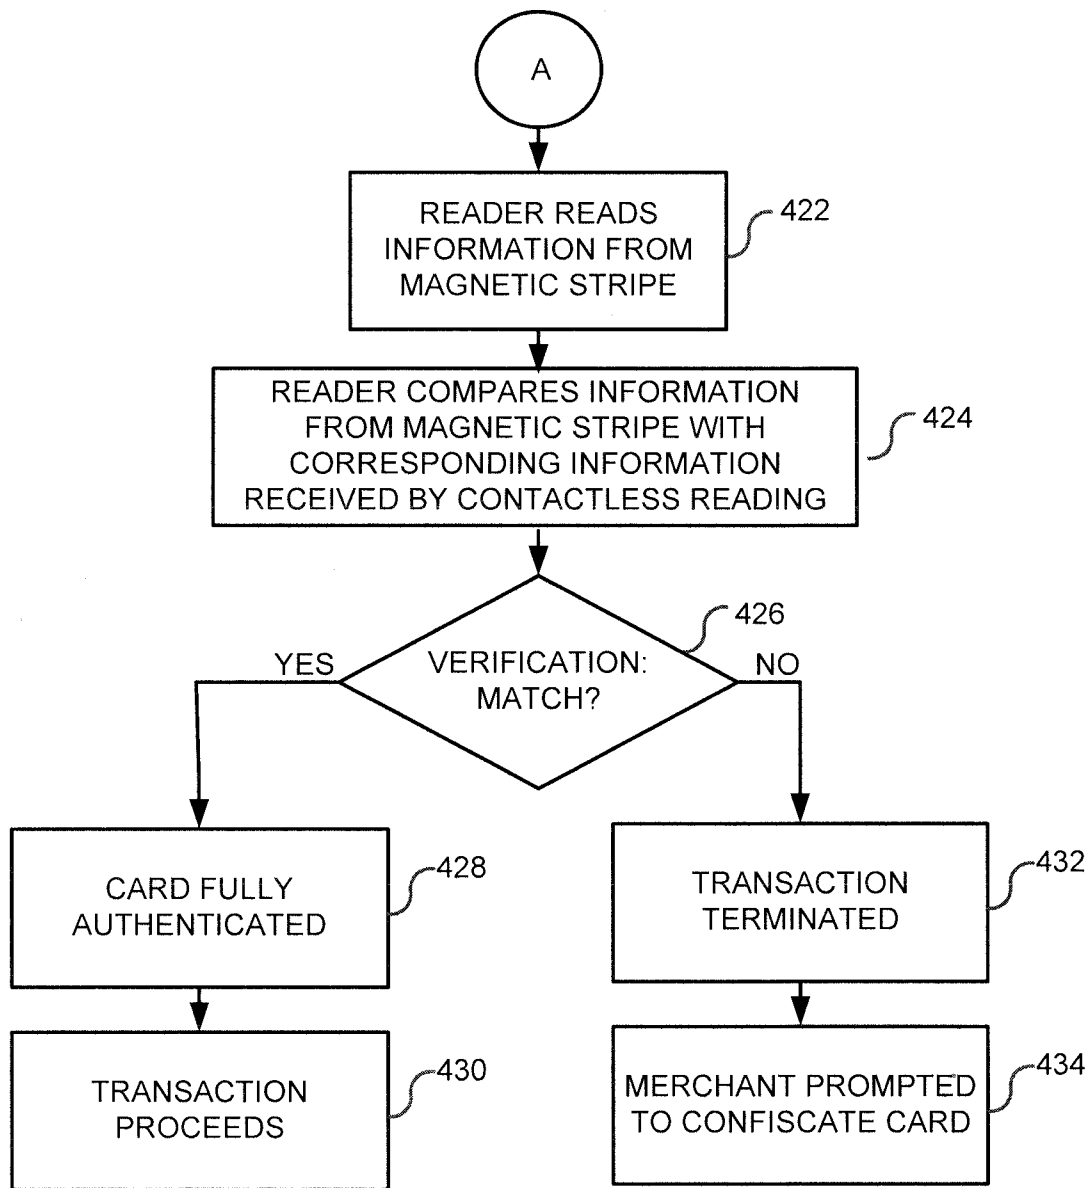 A
READER READS
INFORMATION FROM
MAGNETIC STRIPE
422
READER COMPARES INFORMATION
FROM MAGNETIC STRIPE WITH
CORRESPONDING INFORMATION
RECEIVED BY CONTACTLESS READING
424
426
YES
VERIFICATION:
MATCH?
NO
CARD FULLY
AUTHENTICATED
428
TRANSACTION
TERMINATED
432
TRANSACTION
PROCEEDS
430
MERCHANT PROMPTED
TO CONFISCATE CARD
434